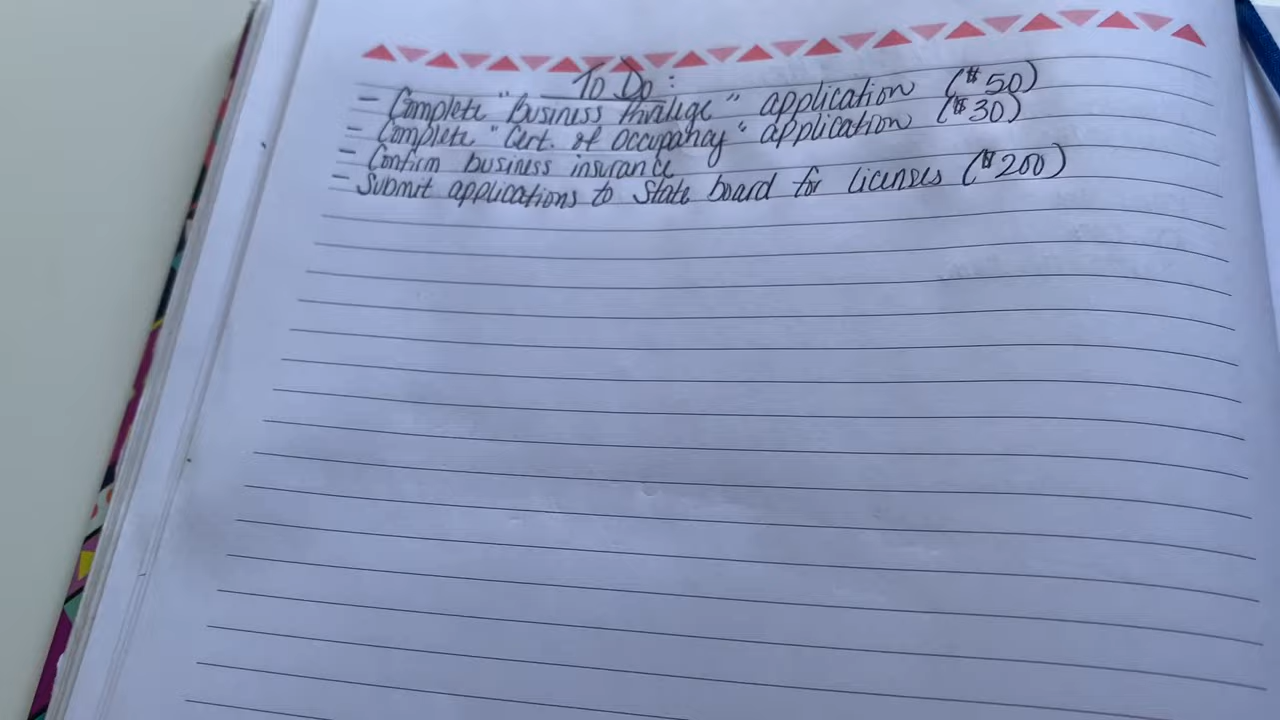 To Do:
- Complete "Business Privilege" application ($50)
- Complete "Cert. of Occupancy" application ($30)
- Confirm business insurance
- Submit applications to State board for licenses ($200)